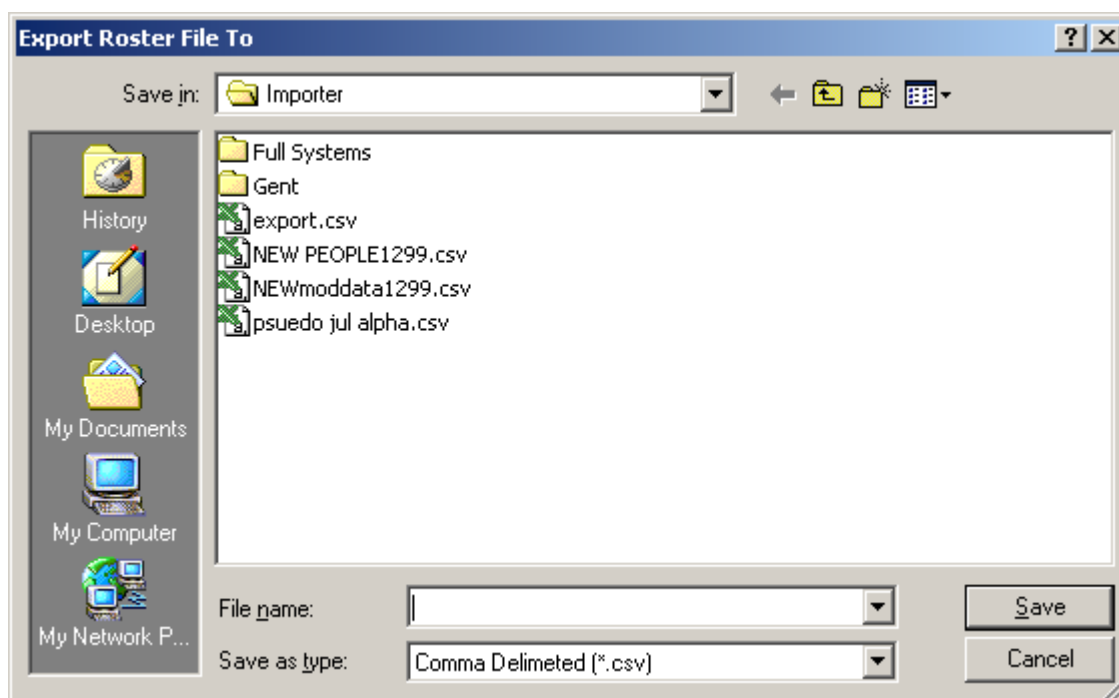 Export Roster File To
Save in: Importer
History
Desktop
My Documents
My Computer
My Network P...
Full Systems
Gent
export.csv
NEW PEOPLE1299.csv
NEWmoddata1299.csv
psuedo jul alpha.csv
File name:
Save
Save as type: Comma Delimeted (*.csv)
Cancel